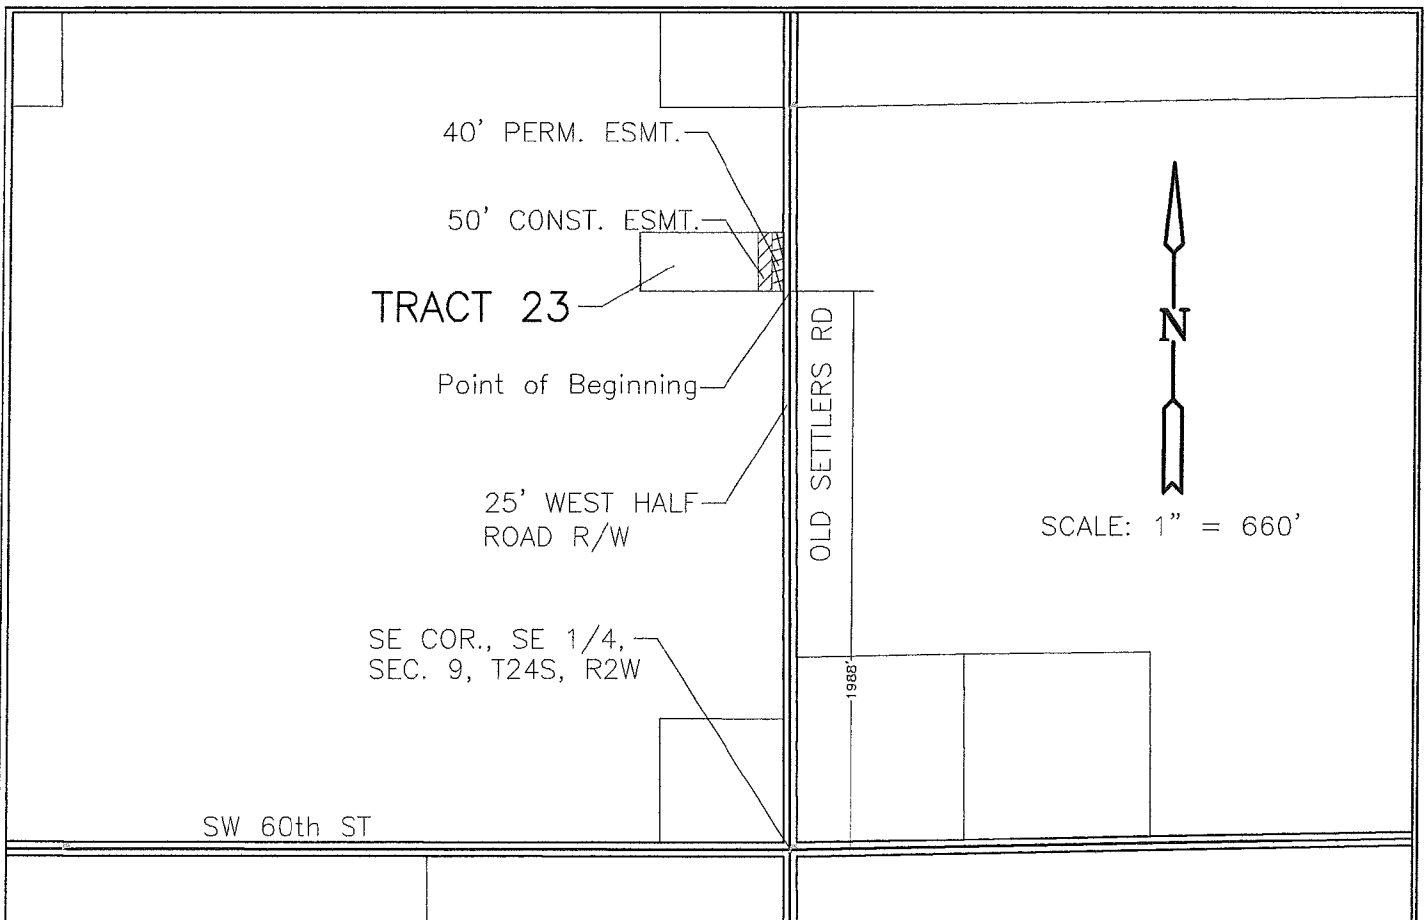 40' PERM. ESMT.
50' CONST. ESMT.
TRACT 23
Point of Beginning
25' WEST HALF
ROAD R/W
OLD SETTLERS RD
1988'
N
SCALE: 1" = 660'
SE COR., SE 1/4,
SEC. 9, T24S, R2W
SW 60th ST